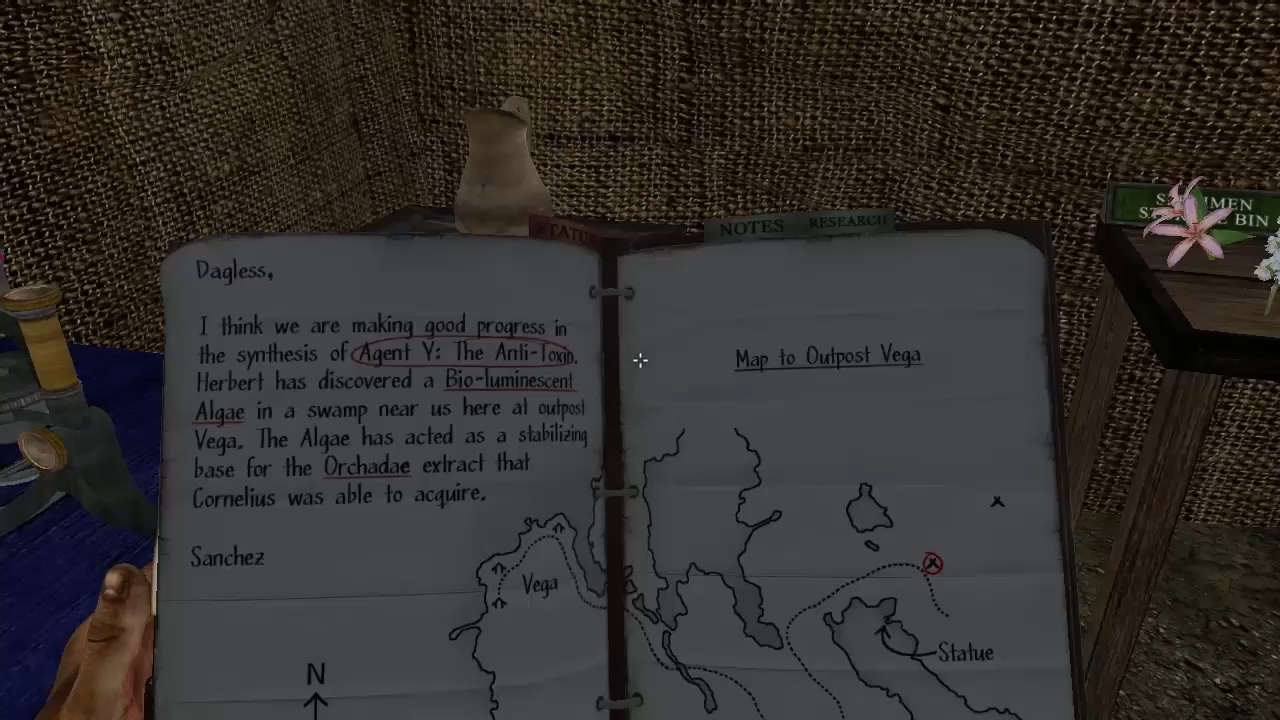 STATUS
NOTES
RESEARCH
Dagless,
I think we are making good progress in
the synthesis of Agent Y: The Anti-Toxin.
Herbert has discovered a Bio-luminescent
Algae in a swamp near us here at outpost
Vega. The Algae has acted as a stabilizing
base for the Orchadae extract that
Cornelius was able to acquire.
Sanchez
Vega
N
Map to Outpost Vega
Statue
BIN